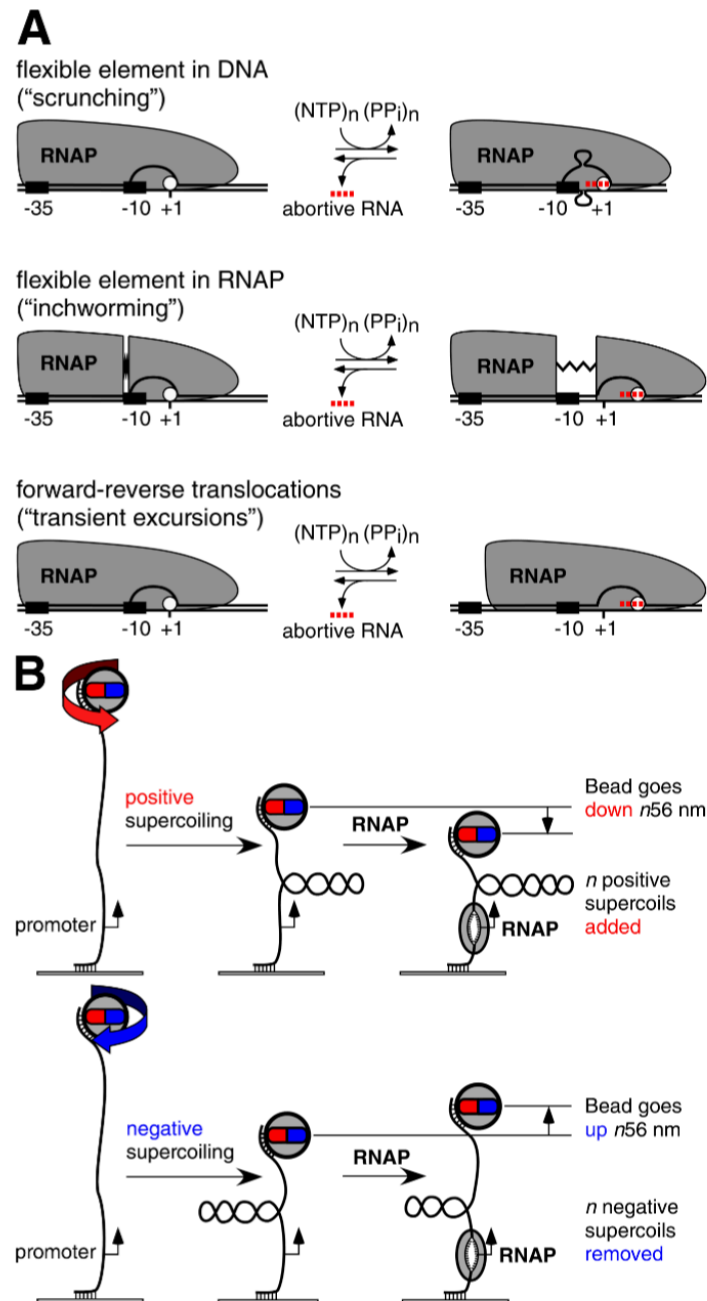 A
flexible element in DNA
("scrunching")
RNAP
-35
-10
+1
(NTP)n (PPi)n
abortive RNA
-35
-10
+1
flexible element in RNAP
("inchworming")
RNAP
-35
-10
+1
(NTP)n (PPi)n
abortive RNA
RNAP
-35
-10
+1
forward-reverse translocations
("transient excursions")
RNAP
-35
-10
+1
(NTP)n (PPi)n
abortive RNA
RNAP
-35
-10
+1
B
promoter
positive
supercoiling
RNAP
RNAP
Bead goes
down n56 nm
n positive
supercoils
added
promoter
negative
supercoiling
RNAP
RNAP
Bead goes
up n56 nm
n negative
supercoils
removed